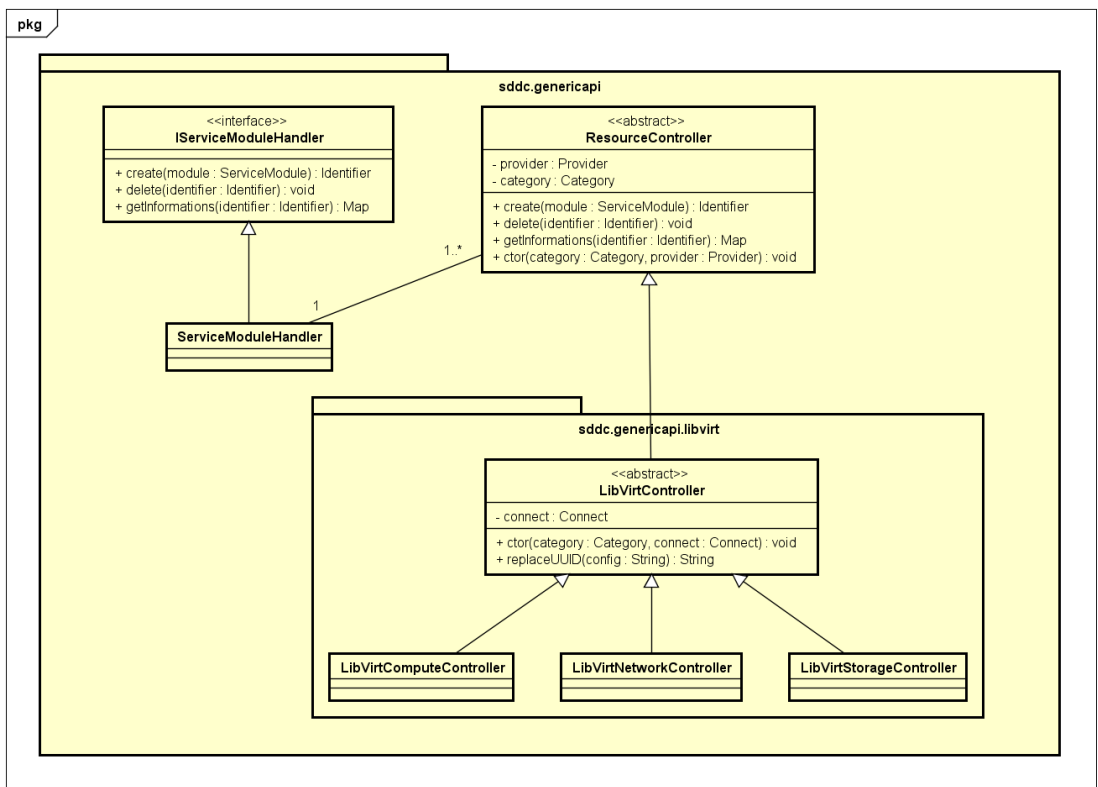 pkg
sddc.genericapi
<<interface>>
IServiceModuleHandler
+ create(module : ServiceModule) : Identifier
+ delete(identifier : Identifier) : void
+ getInformations(identifier : Identifier) : Map
<<abstract>>
ResourceController
- provider : Provider
- category : Category
+ create(module : ServiceModule) : Identifier
+ delete(identifier : Identifier) : void
+ getInformations(identifier : Identifier) : Map
+ ctor(category : Category, provider : Provider) : void
1..*
1
ServiceModuleHandler
sddc.genericapi.libvirt
<<abstract>>
LibVirtController
- connect : Connect
+ ctor(category : Category, connect : Connect) : void
+ replaceUUID(config : String) : String
LibVirtComputeController
LibVirtNetworkController
LibVirtStorageController